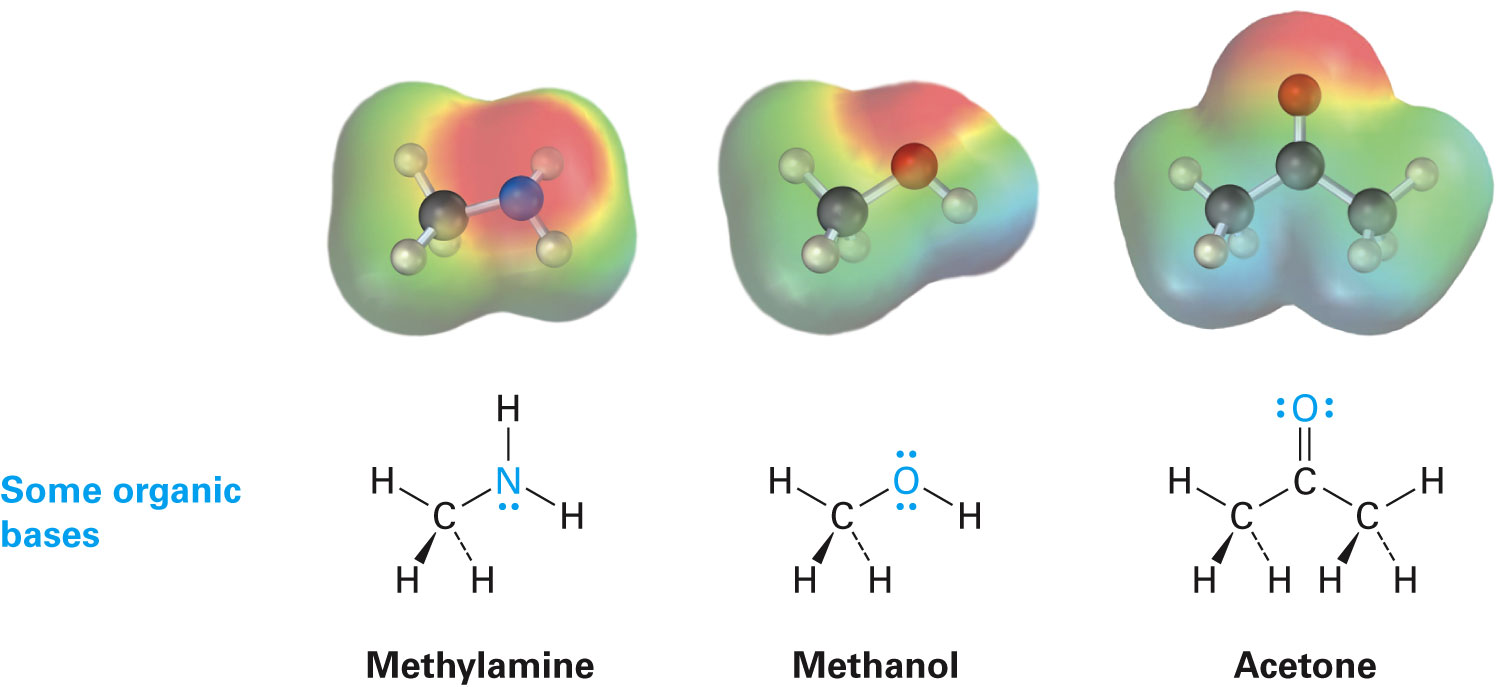 H
H N H
C
H H
H O H
C
H H
:O:
H C H
C C
H H H H
Some organic
bases
Methylamine Methanol Acetone